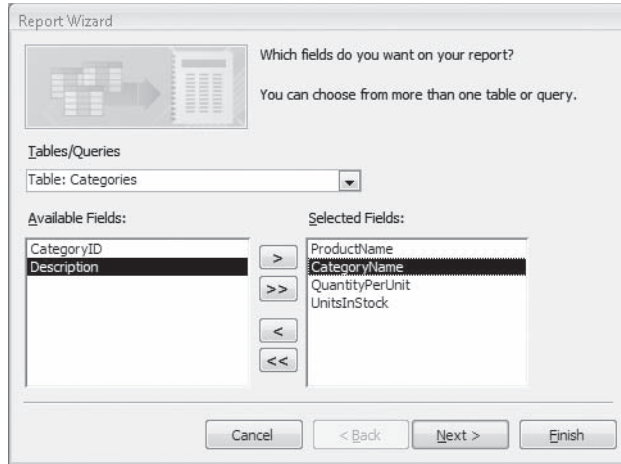 Report Wizard
Which fields do you want on your report?
You can choose from more than one table or query.
Tables/Queries
Table: Categories
Available Fields:
CategoryID
Description
>
>>
<
<<
Selected Fields:
ProductName
CategoryName
QuantityPerUnit
UnitsInStock
Cancel
< Back
Next >
Finish